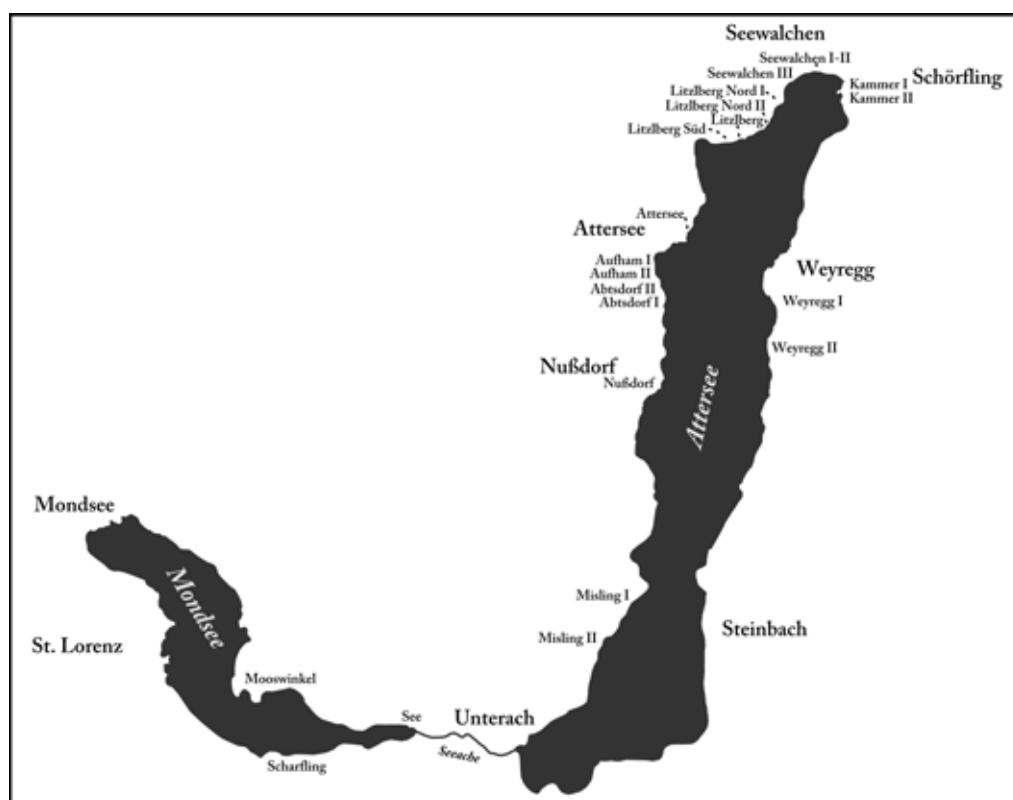 Seewalchen
Seewalchen I-II
Seewalchen III
Schörfling
Kammer I
Kammer II
Litzlberg Nord I
Litzlberg Nord II
Litzlberg
Litzlberg Süd
Attersee
Attersee
Aufham I
Aufham II
Abtsdorf II
Abtsdorf I
Weyregg
Weyregg I
Weyregg II
Nußdorf
Nußdorf
Attersee
Mondsee
Mondsee
Misling I
Misling II
Steinbach
St. Lorenz
Mooswinkel
See
Unterach
Seeache
Scharfling